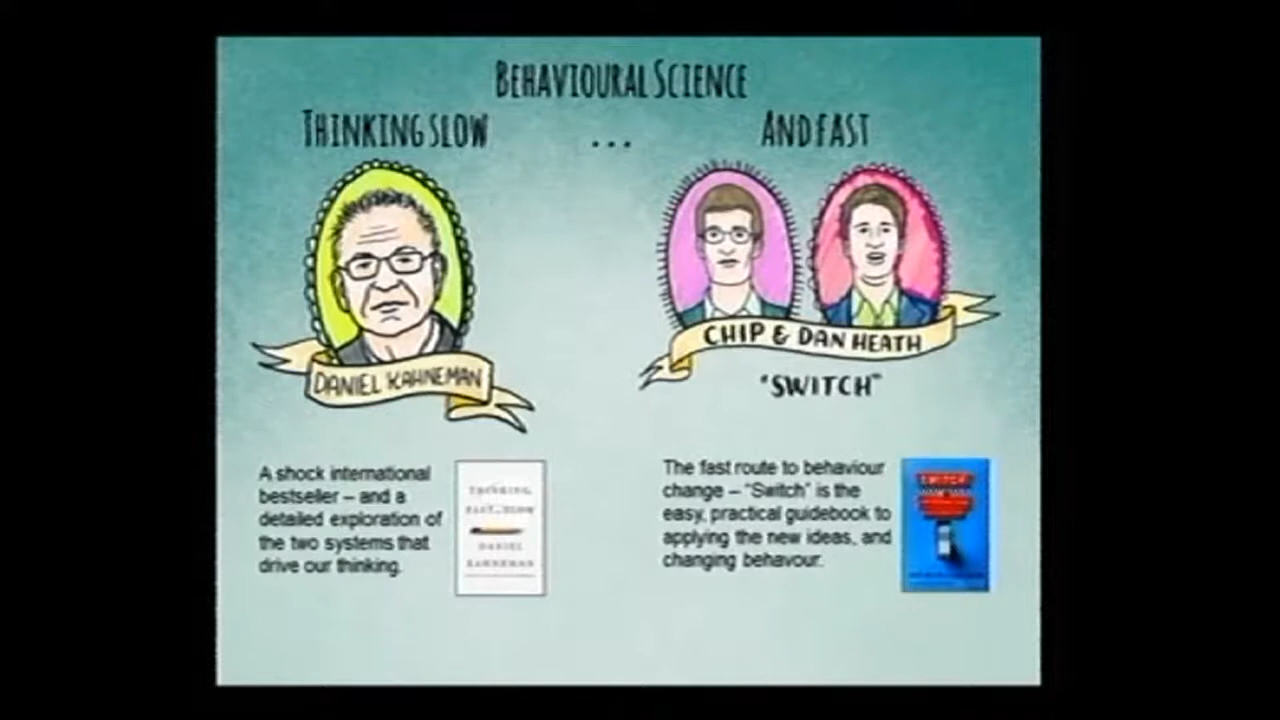 BEHAVIOURAL SCIENCE
THINKING SLOW ... AND FAST
DANIEL KAHNEMAN
CHIP & DAN HEATH
"SWITCH"
A shock international
bestseller – and a
detailed exploration of
the two systems that
drive our thinking.
THINKING,
FAST AND SLOW
DANIEL
KAHNEMAN
The fast route to behaviour
change – "Switch" is the
easy, practical guidebook to
applying the new ideas, and
changing behavour.
SWITCH